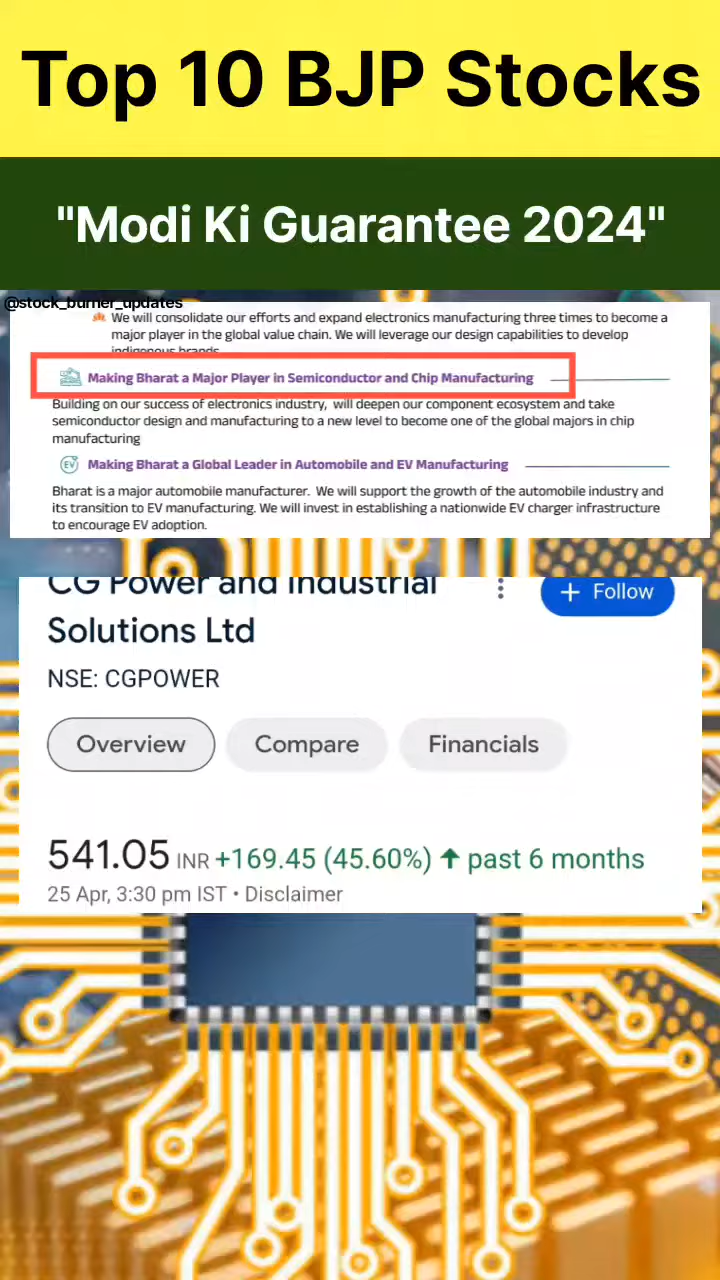 Top 10 BJP Stocks
"Modi Ki Guarantee 2024"
@stock_burner_updates
We will consolidate our efforts and expand electronics manufacturing three times to become a
major player in the global value chain. We will leverage our design capabilities to develop
indigenous brands.
Making Bharat a Major Player in Semiconductor and Chip Manufacturing
Building on our success of electronics industry, will deepen our component ecosystem and take
semiconductor design and manufacturing to a new level to become one of the global majors in chip
manufacturing
EV
Making Bharat a Global Leader in Automobile and EV Manufacturing
Bharat is a major automobile manufacturer. We will support the growth of the automobile industry and
its transition to EV manufacturing. We will invest in establishing a nationwide EV charger infrastructure
to encourage EV adoption.
CG Power and Industrial
Solutions Ltd
+ Follow
NSE: CGPOWER
Overview Compare Financials
541.05 INR +169.45 (45.60%) ↑ past 6 months
25 Apr, 3:30 pm IST • Disclaimer